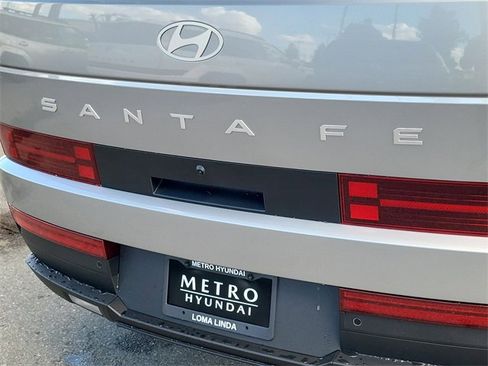 SANTA FE
METRO HYUNDAI
METRO
HYUNDAI
LOMA LINDA